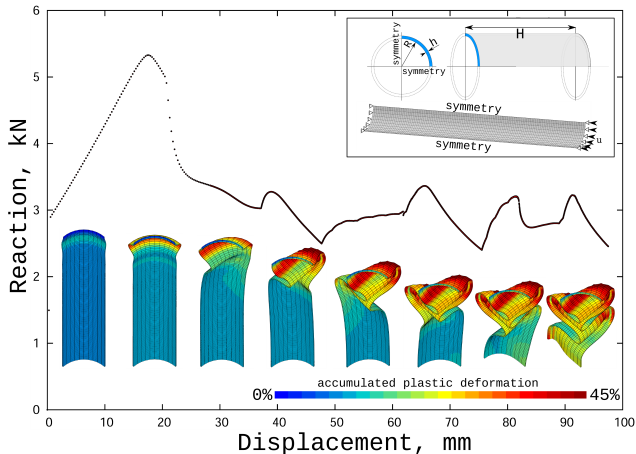 6
5
4
3
2
1
0
Reaction, kN
symmetry
R
h
symmetry
H
symmetry
symmetry
u
accumulated plastic deformation
0%
45%
0 10 20 30 40 50 60 70 80 90 100
Displacement, mm